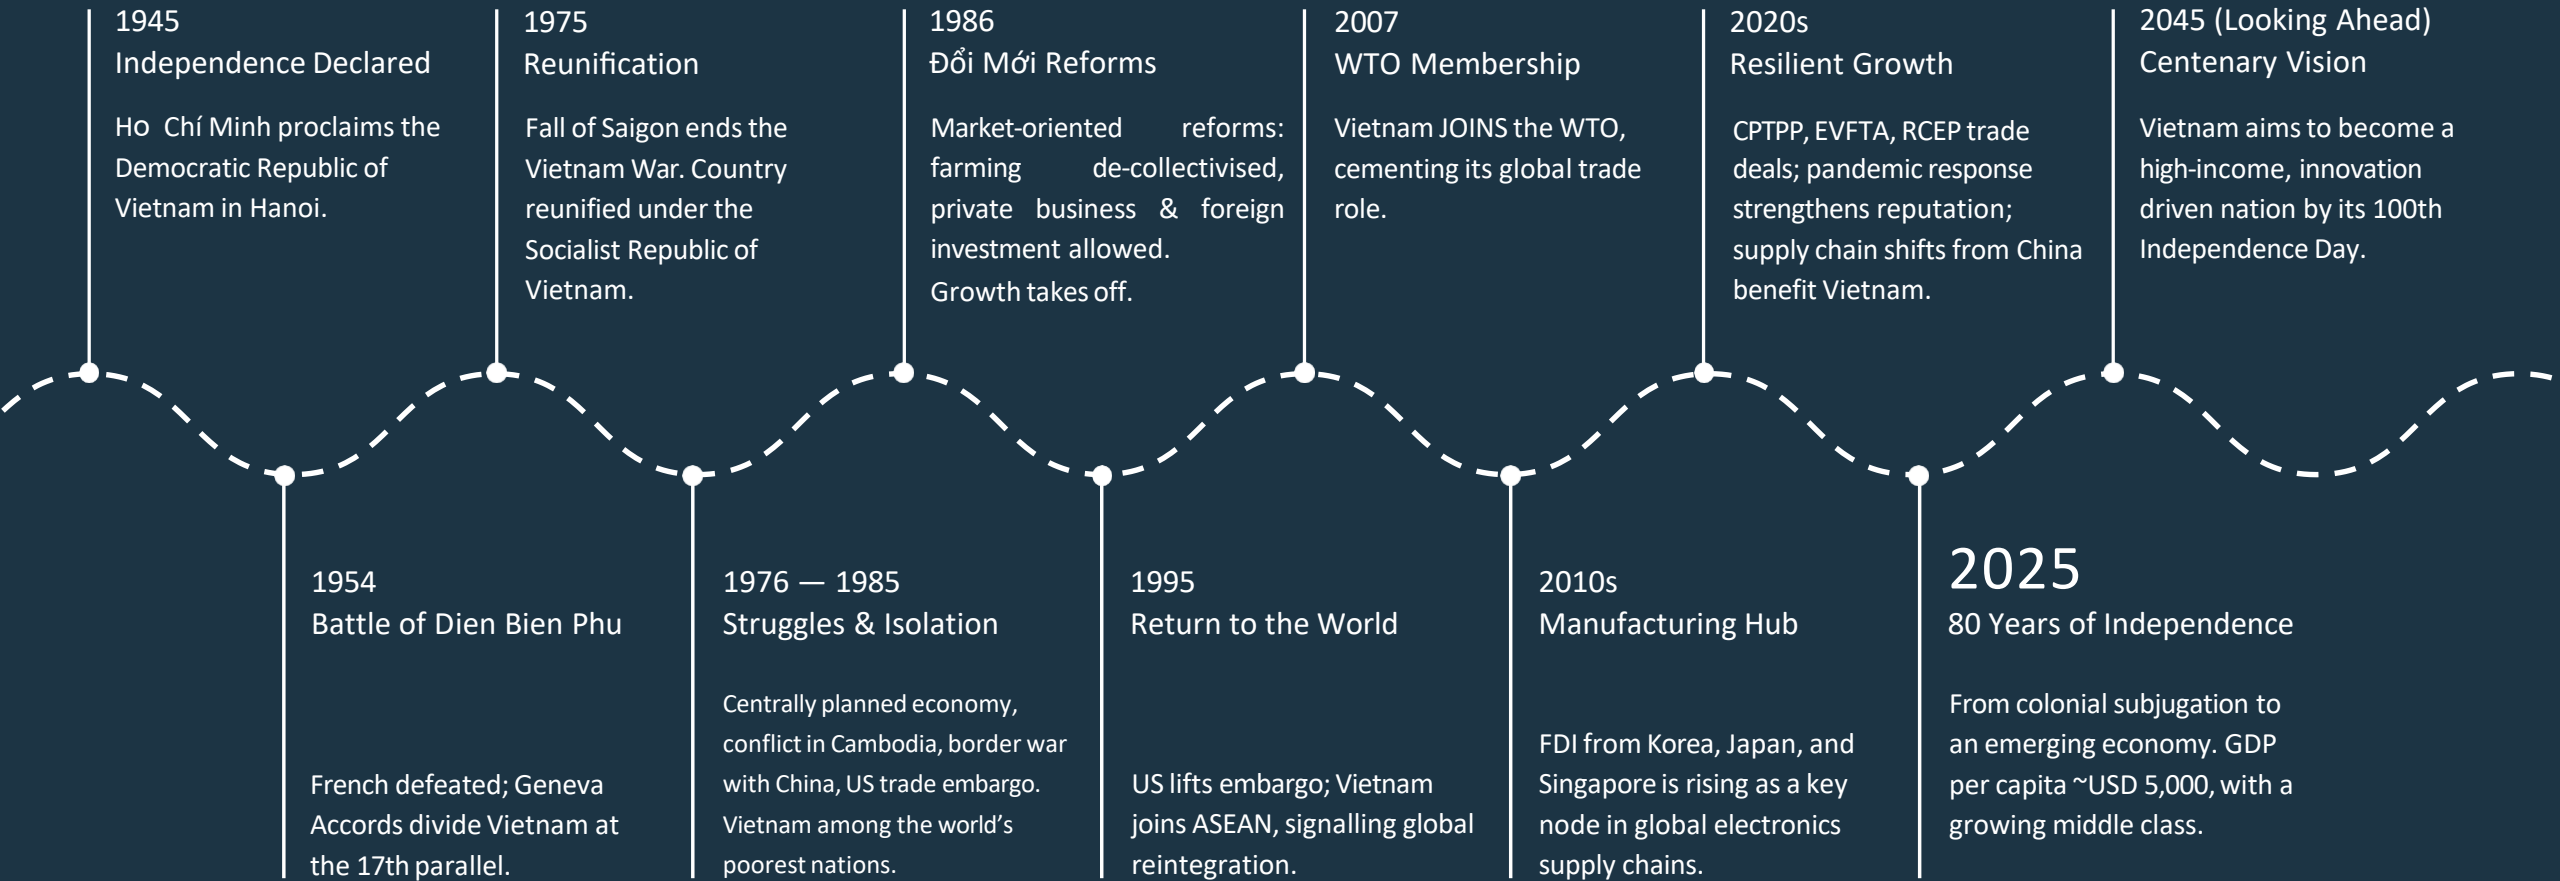 1945
Independence Declared
Ho Chí Minh proclaims the
Democratic Republic of
Vietnam in Hanoi.
1954
Battle of Dien Bien Phu
French defeated; Geneva
Accords divide Vietnam at
the 17th parallel.
1975
Reunification
Fall of Saigon ends the
Vietnam War. Country
reunified under the
Socialist Republic of
Vietnam.
1976 — 1985
Struggles & Isolation
Centrally planned economy,
conflict in Cambodia, border war
with China, US trade embargo.
Vietnam among the world’s
poorest nations.
1986
Đổi Mới Reforms
Market-oriented reforms:
farming de-collectivised,
private business & foreign
investment allowed.
Growth takes off.
1995
Return to the World
US lifts embargo; Vietnam
joins ASEAN, signalling global
reintegration.
2007
WTO Membership
Vietnam JOINS the WTO,
cementing its global trade
role.
2010s
Manufacturing Hub
FDI from Korea, Japan, and
Singapore is rising as a key
node in global electronics
supply chains.
2020s
Resilient Growth
CPTPP, EVFTA, RCEP trade
deals; pandemic response
strengthens reputation;
supply chain shifts from China
benefit Vietnam.
2025
80 Years of Independence
From colonial subjugation to
an emerging economy. GDP
per capita ~USD 5,000, with a
growing middle class.
2045 (Looking Ahead)
Centenary Vision
Vietnam aims to become a
high-income, innovation
driven nation by its 100th
Independence Day.